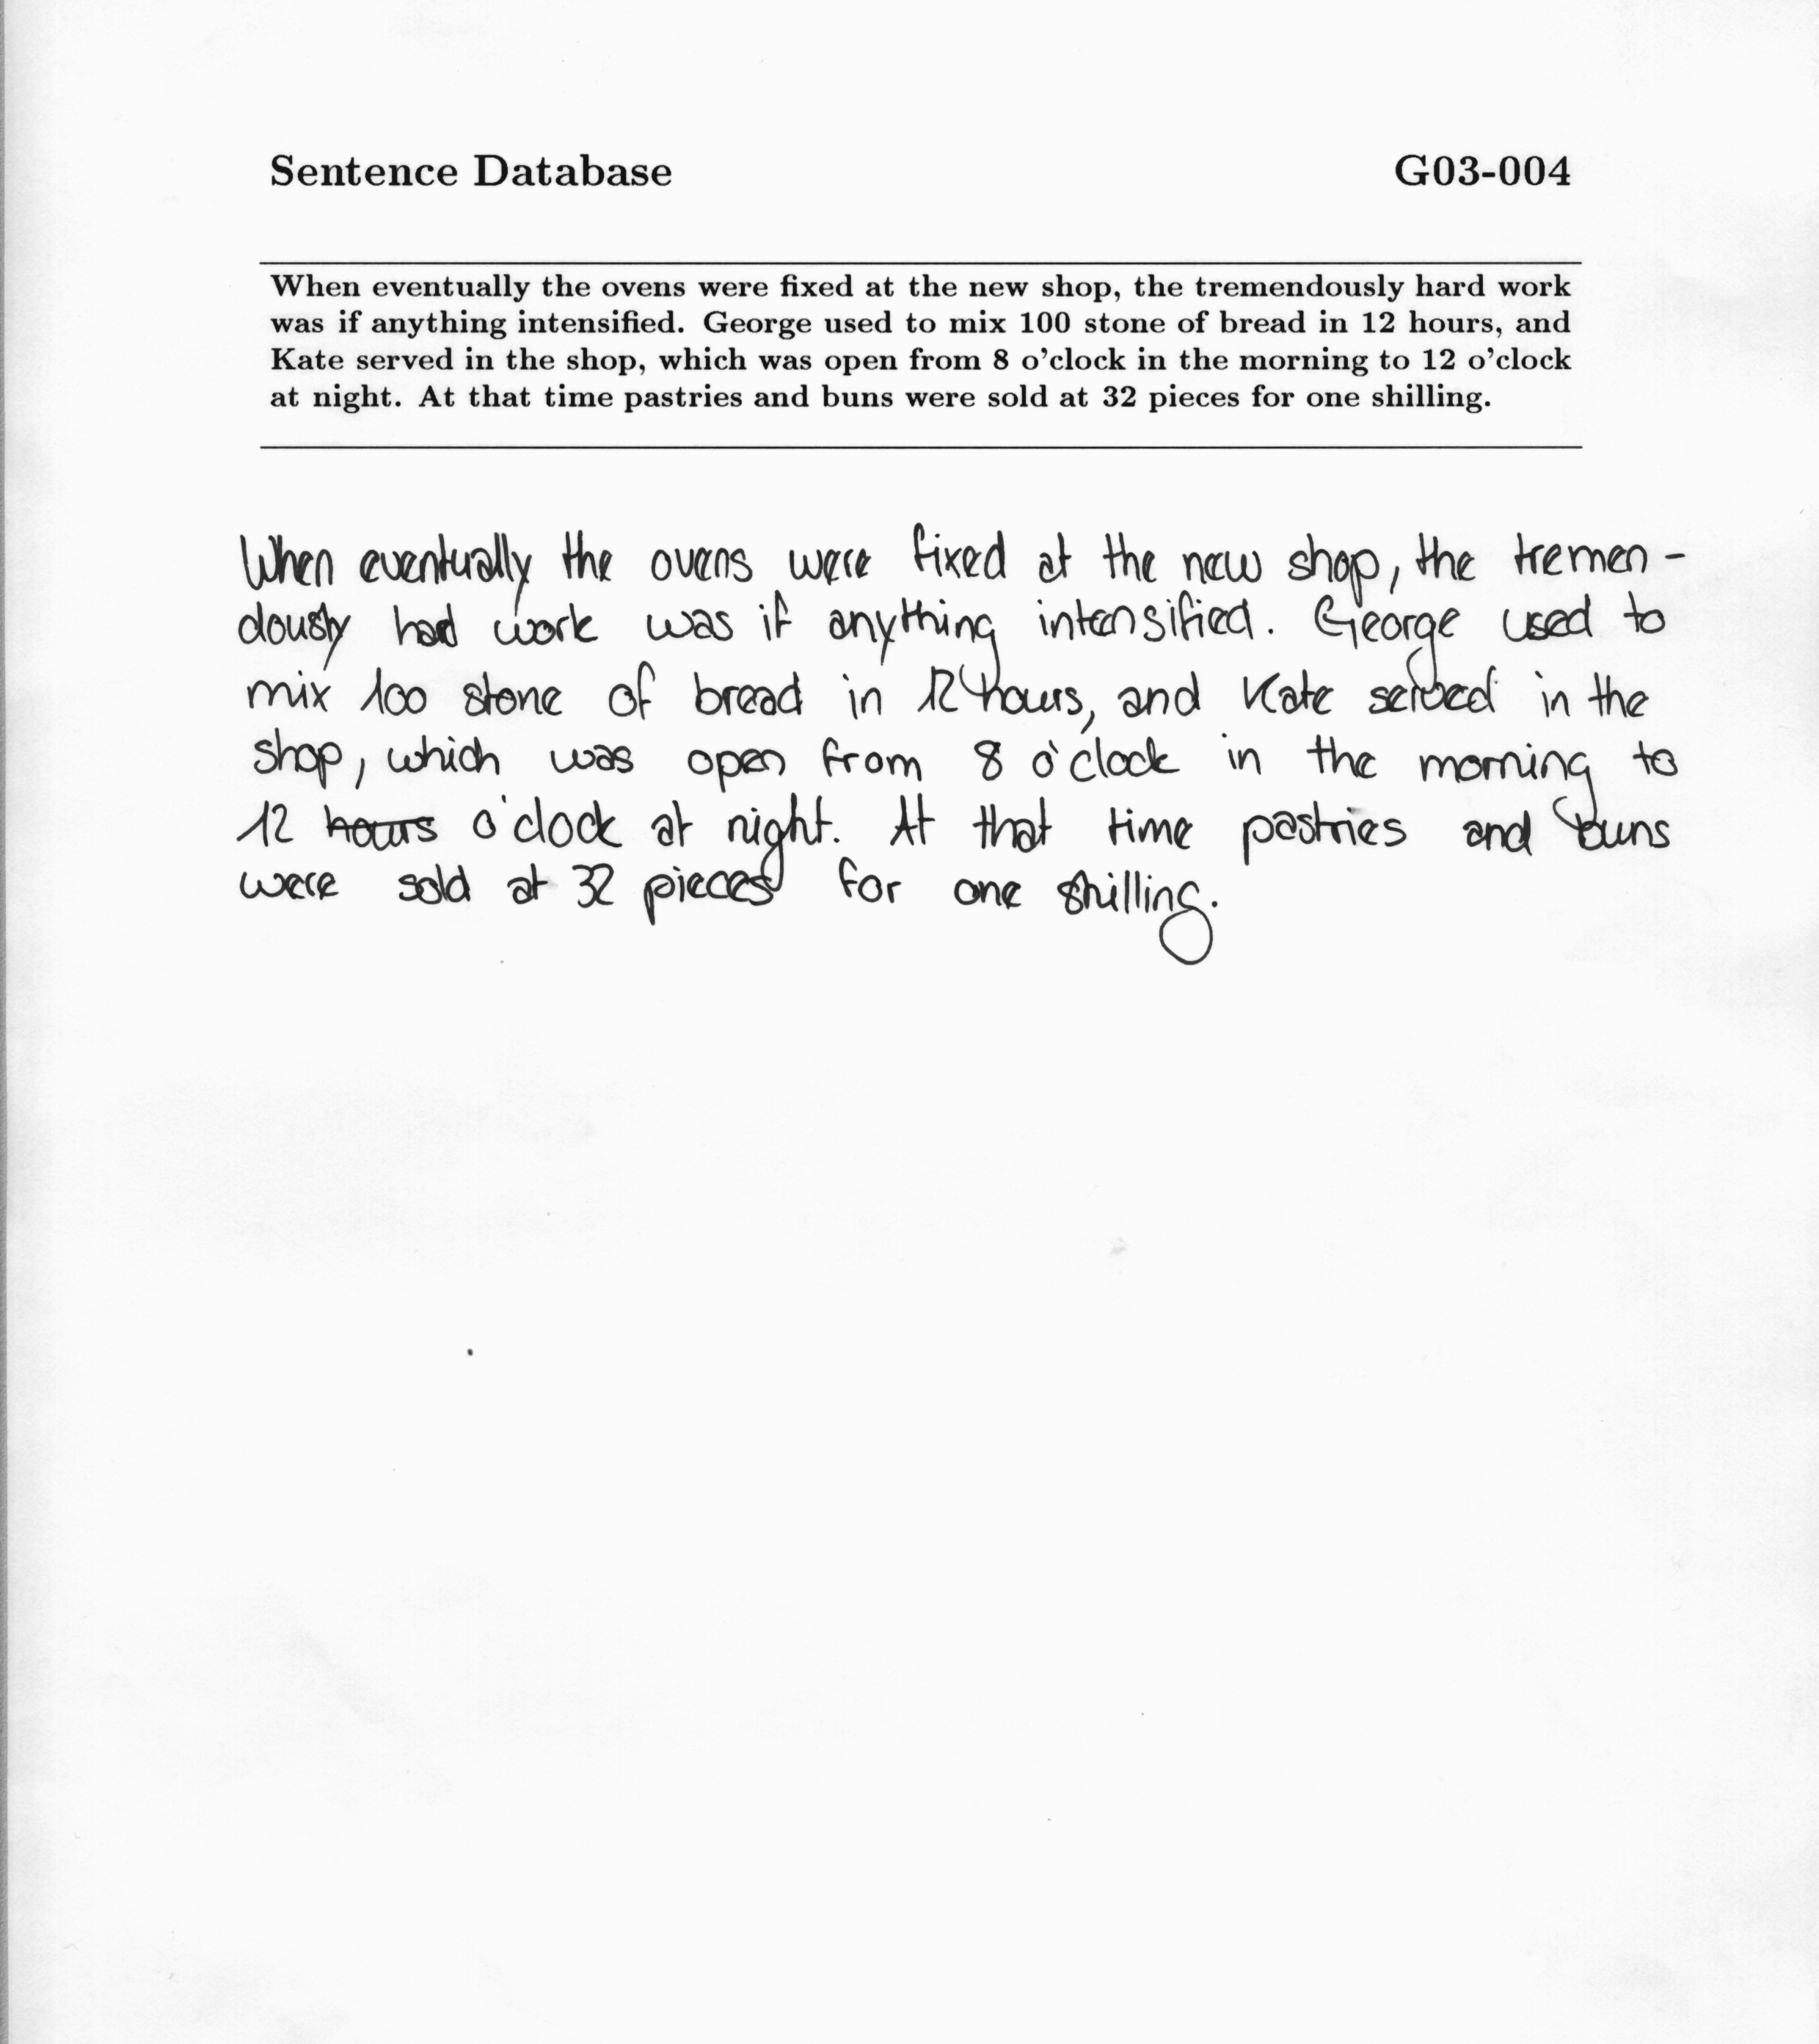 Sentence Database G03-004
When eventually the ovens were fixed at the new shop, the tremendously hard work
was if anything intensified. George used to mix 100 stone of bread in 12 hours, and
Kate served in the shop, which was open from 8 o'clock in the morning to 12 o'clock
at night. At that time pastries and buns were sold at 32 pieces for one shilling.
When eventually the ovens were fixed at the new shop, the tremen-
dously had work was if anything intensified. George used to
mix 100 stone of bread in 12 hours, and Kate served in the
shop, which was open from 8 o'clock in the morning to
12 hours o'clock at night. At that time pastries and buns
were sold at 32 pieces for one shilling.